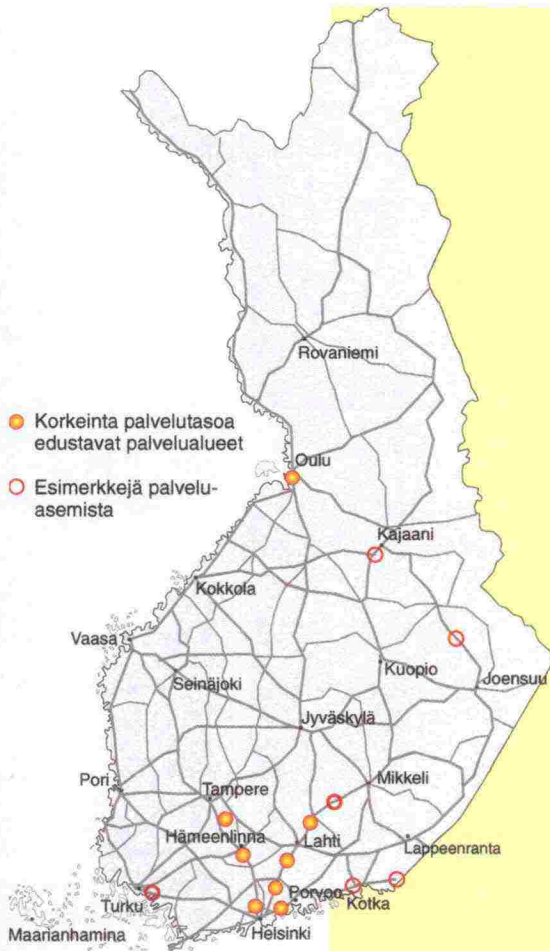 Rovaniemi
Korkeinta palvelutasoa
edustavat palvelualueet
Oulu
Esimerkkejä palvelu-
asemista
Kajaani
Kokkola
Vaasa
Kuopio
Seinäjoki
Joensuu
Jyväskylä
Pori
Tampere
Mikkeli
Hämeenlinna
Lahti
Lappeenranta
Porvoo
Turku
Kotka
Maarianhamina
Helsinki